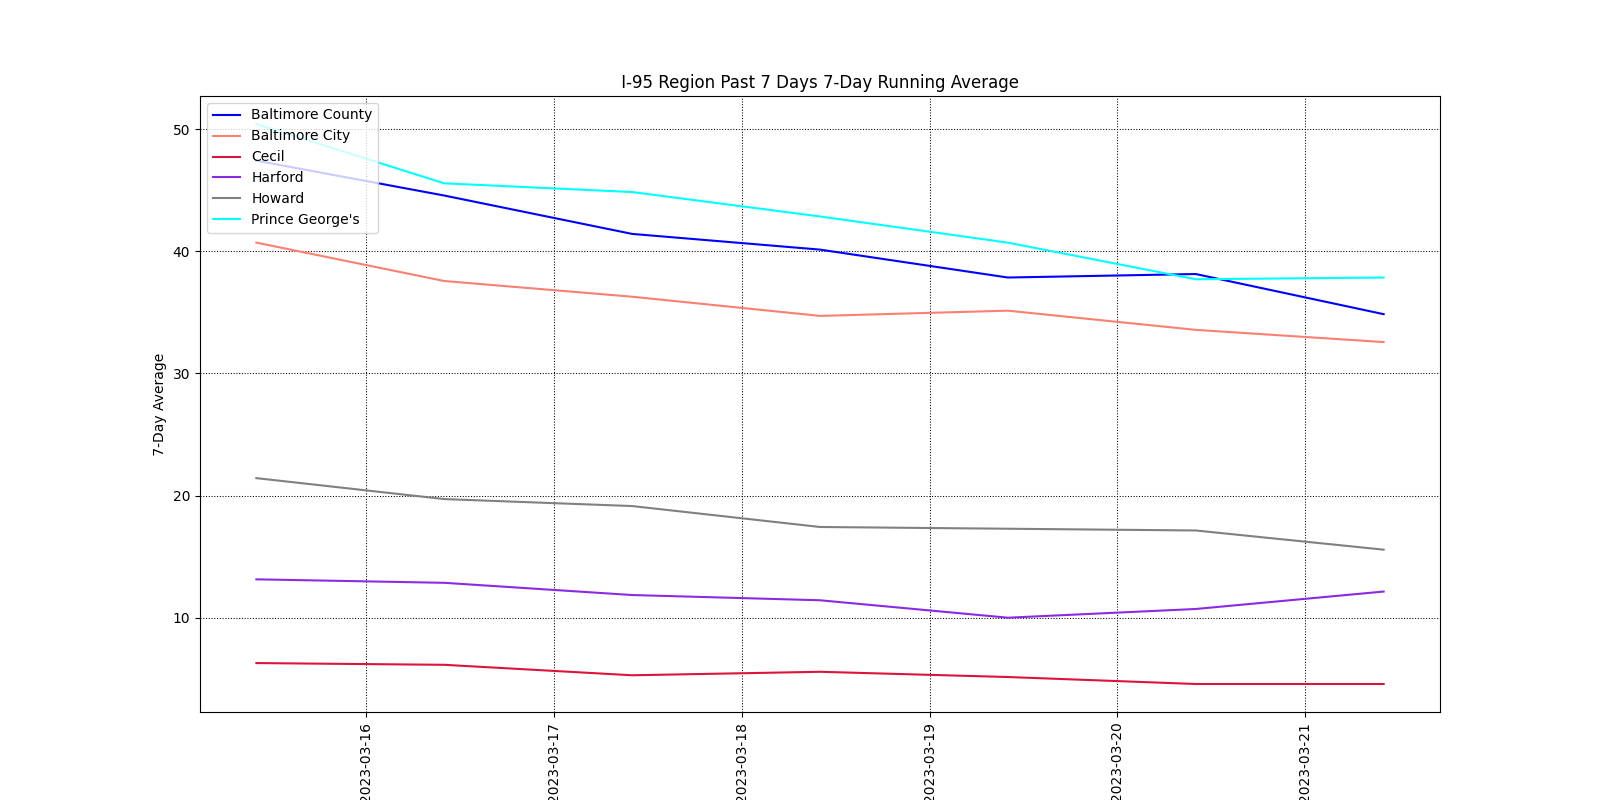 I-95 Region Past 7 Days 7-Day Running Average
Baltimore County
Baltimore City
Cecil
Harford
Howard
Prince George's
7-Day Average
50
40
30
20
10
2023-03-16
2023-03-17
2023-03-18
2023-03-19
2023-03-20
2023-03-21